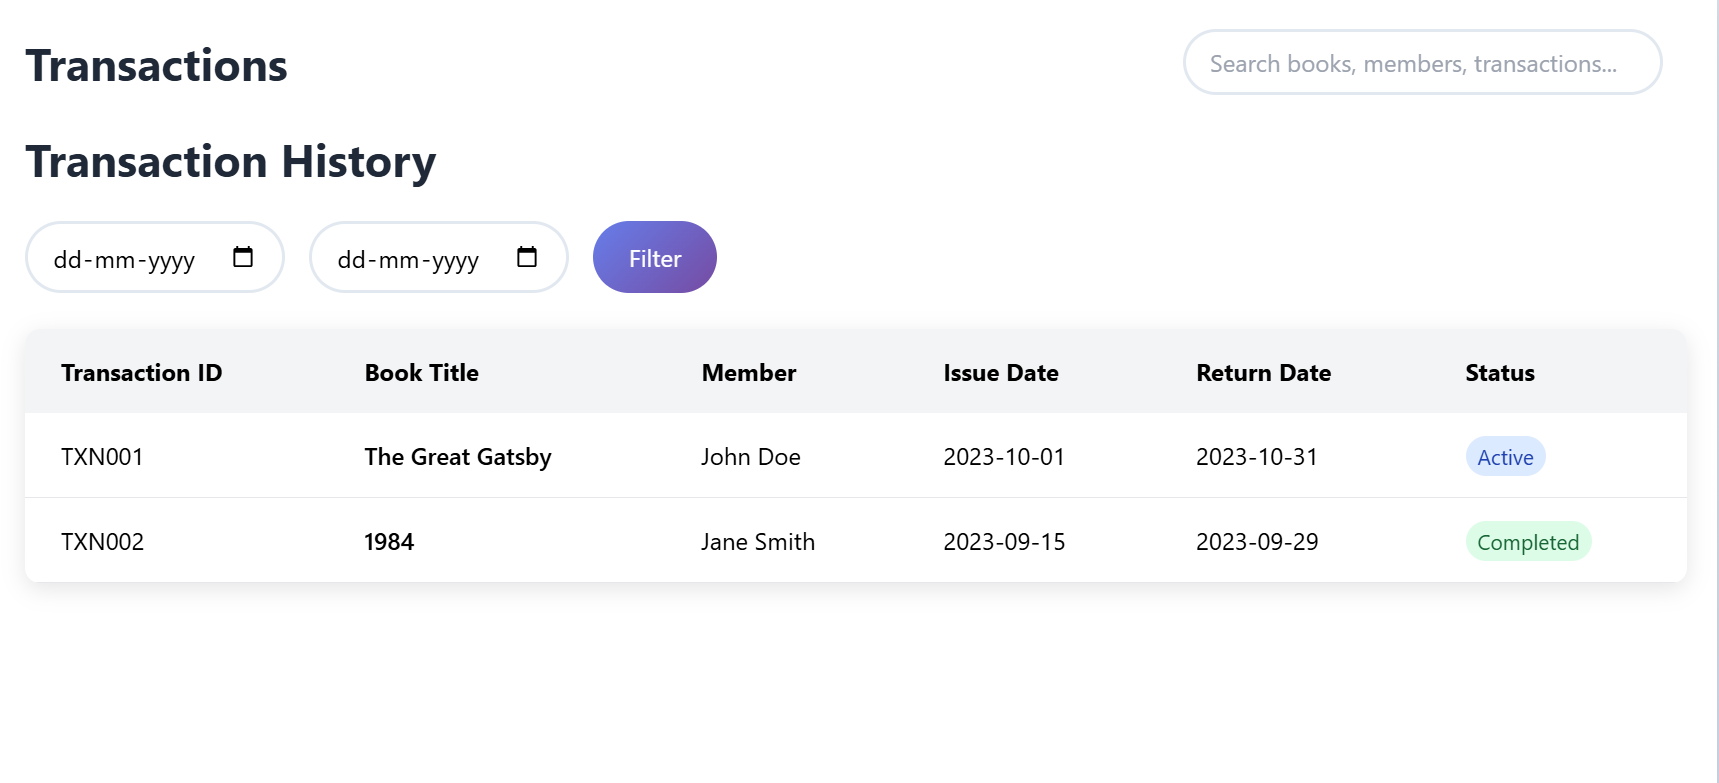 Transactions
Search books, members, transactions...
Transaction History
dd-mm-yyyy dd-mm-yyyy Filter
Transaction ID Book Title Member Issue Date Return Date Status
TXN001 The Great Gatsby John Doe 2023-10-01 2023-10-31 Active
TXN002 1984 Jane Smith 2023-09-15 2023-09-29 Completed